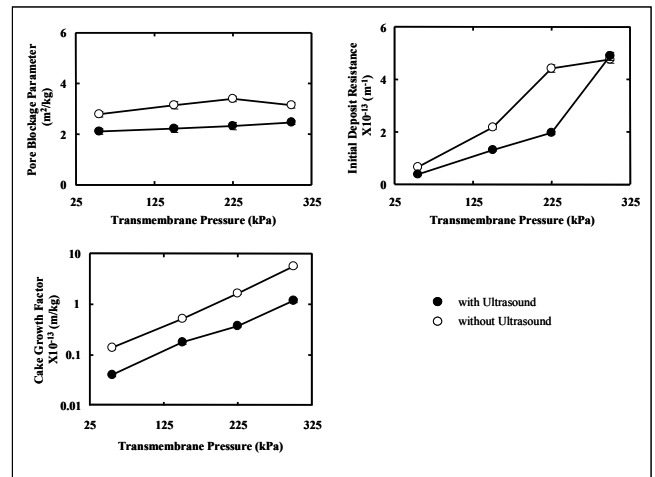 6
4
2
0
Pore Blockage Parameter
(m²/kg)
25 125 225 325
Transmembrane Pressure (kPa)
6
4
2
0
Initial Deposit Resistance
X10⁻¹³ (m⁻¹)
25 125 225 325
Transmembrane Pressure (kPa)
10
1
0.1
0.01
Cake Growth Factor
X10⁻¹³ (m/kg)
25 125 225 325
Transmembrane Pressure (kPa)
with Ultrasound
without Ultrasound